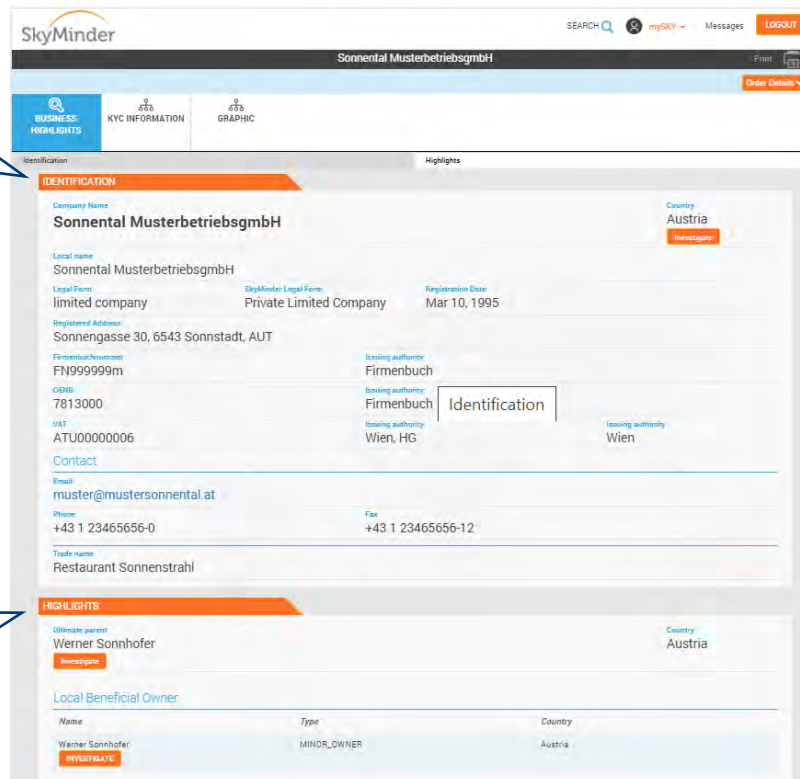 SkyMinder
SEARCH mySKY Messages LOGOUT
Sonnental MusterbetriebsgmbH Print
Order Details
BUSINESS HIGHLIGHTS KYC INFORMATION GRAPHIC
Identification Highlights
IDENTIFICATION
Company Name Country
Sonnental MusterbetriebsgmbH Austria
Investigate
Local name
Sonnental MusterbetriebsgmbH
Legal Form SkyMinder Legal Form Registration Date
limited company Private Limited Company Mar 10, 1995
Registered Address
Sonnengasse 30, 6543 Sonnstadt, AUT
Firmenbuchnummer Issuing authority
FN999999m Firmenbuch
OENB Issuing authority
7813000 Firmenbuch Identification
VAT Issuing authority Issuing authority
ATU00000006 Wien, HG Wien
Contact
Email
muster@mustersonnental.at
Phone Fax
+43 1 23465656-0 +43 1 23465656-12
Trade name
Restaurant Sonnenstrahl
HIGHLIGHTS
Ultimate parent Country
Werner Sonnhofer Austria
Investigate
Local Beneficial Owner
Name Type Country
Werner Sonnhofer MINOR_OWNER Austria
INVESTIGATE